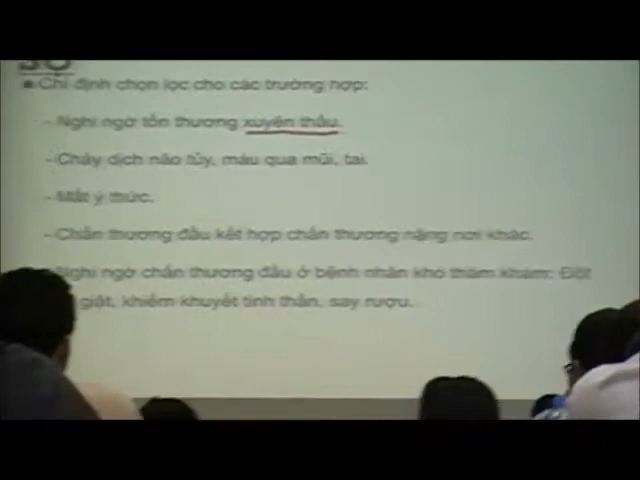 SỌ
▪ Chỉ định chọn lọc cho các trường hợp:
- Nghi ngờ tổn thương xuyên thấu.
- Chảy dịch não tủy, máu qua mũi, tai.
- Mất ý thức.
- Chấn thương đầu kết hợp chấn thương nặng nơi khác.
Nghi ngờ chấn thương đầu ở bệnh nhân khó thăm khám: Đột
giật, khiếm khuyết tinh thần, say rượu.